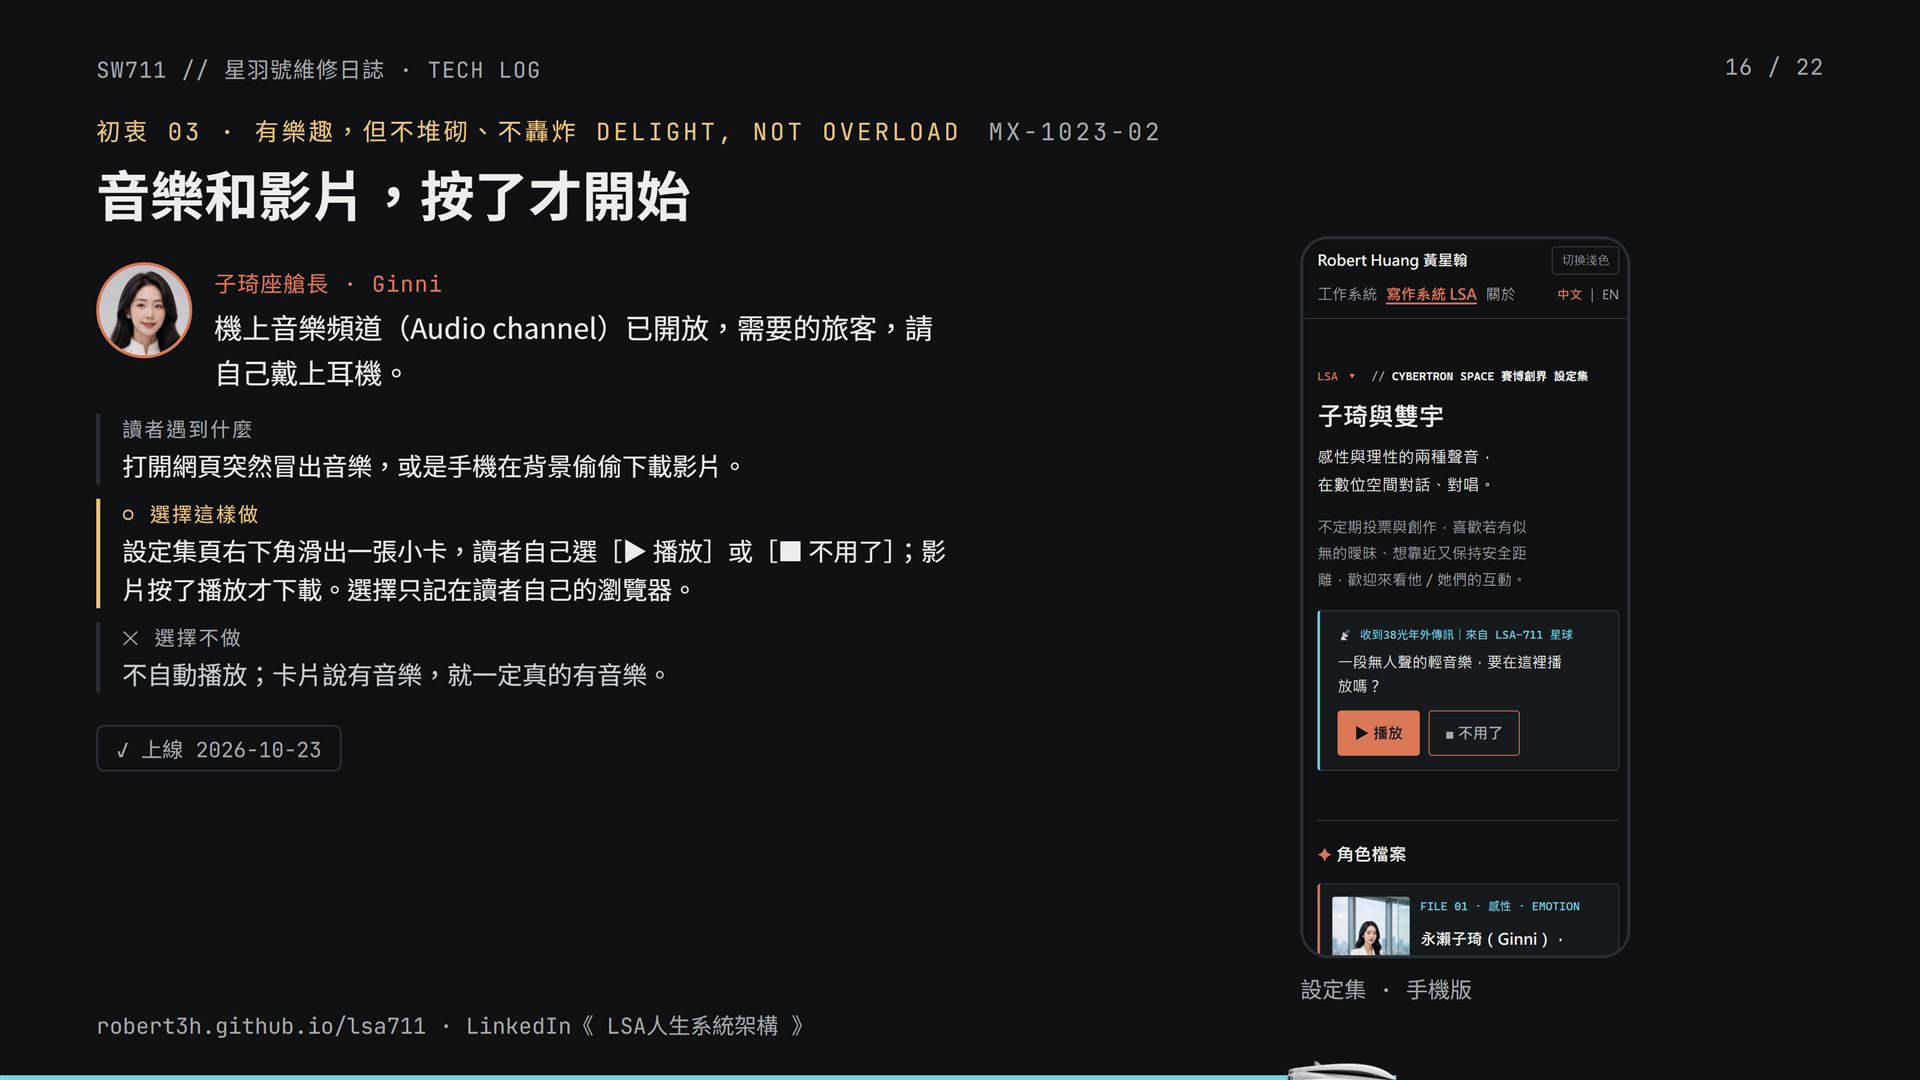 SW711 // 星羽號維修日誌 · TECH LOG
16 / 22
初衷 03 · 有樂趣，但不堆砌、不轟炸 DELIGHT, NOT OVERLOAD MX-1023-02
音樂和影片，按了才開始
子琦座艙長 · Ginni
機上音樂頻道（Audio channel）已開放，需要的旅客，請
自己戴上耳機。
讀者遇到什麼
打開網頁突然冒出音樂，或是手機在背景偷偷下載影片。
○ 選擇這樣做
設定集頁右下角滑出一張小卡，讀者自己選［▶ 播放］或［■ 不用了］；影
片按了播放才下載。選擇只記在讀者自己的瀏覽器。
× 選擇不做
不自動播放；卡片說有音樂，就一定真的有音樂。
✓ 上線 2026-10-23
Robert Huang 黃星翰
切換淺色
工作系統 寫作系統 LSA 關於 中文 | EN
LSA ▾ // CYBERTRON SPACE 賽博創界 設定集
子琦與雙宇
感性與理性的兩種聲音，
在數位空間對話、對唱。
不定期投票與創作，喜歡若有似
無的曖昧、想靠近又保持安全距
離，歡迎來看他 / 她們的互動。
收到38光年外傳訊｜來自 LSA-711 星球
一段無人聲的輕音樂，要在這裡播
放嗎？
▶ 播放 ■ 不用了
✦ 角色檔案
FILE 01 · 感性 · EMOTION
永瀨子琦（Ginni）·
設定集 · 手機版
robert3h.github.io/lsa711 · LinkedIn《 LSA人生系統架構 》